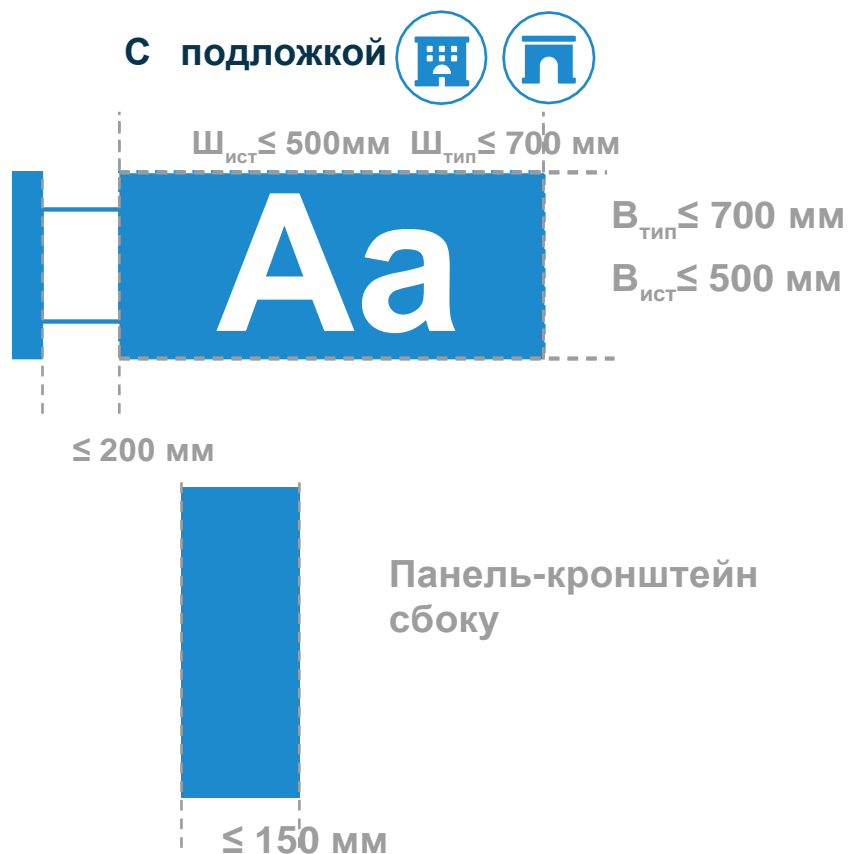 С подложкой
Шист≤ 500мм Штип≤ 700 мм
Аа
Втип≤ 700 мм
Вист≤ 500 мм
≤ 200 мм
Панель-кронштейн
сбоку
≤ 150 мм